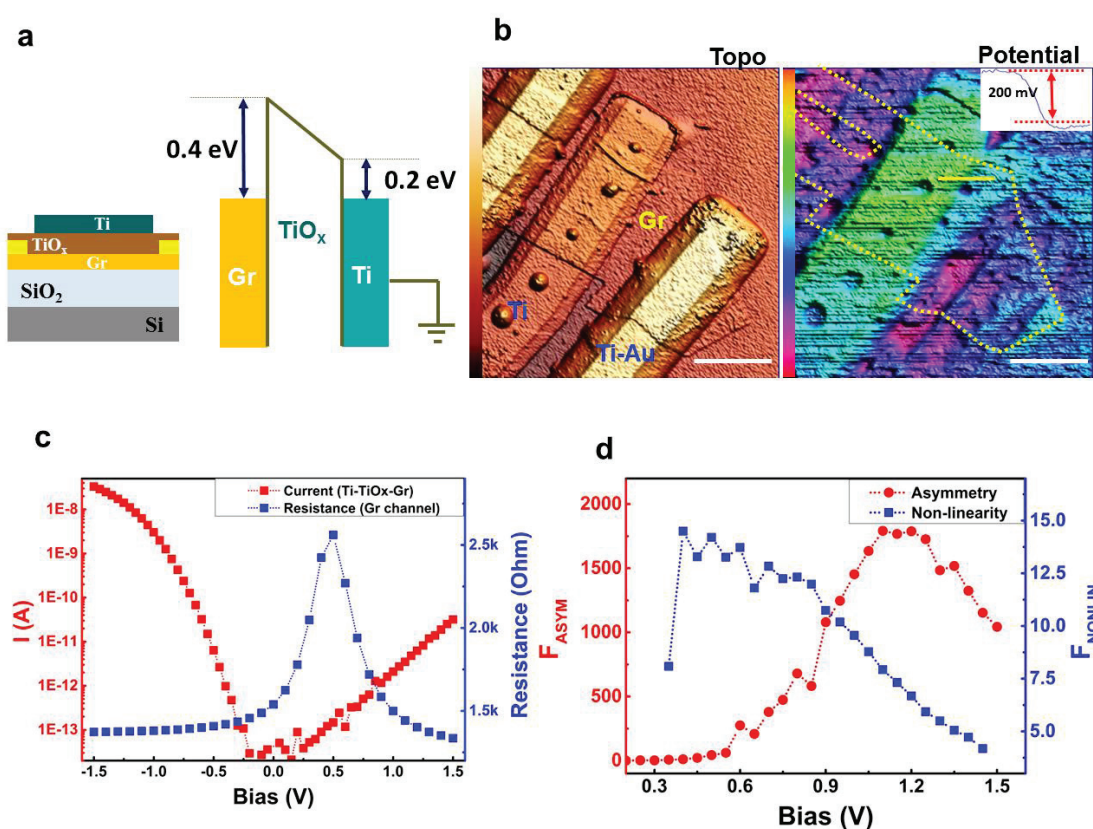 a
0.4 eV
0.2 eV
TiOx
Gr
Ti
Ti
TiOx
Gr
SiO2
Si
b
Topo
Potential
200 mV
Gr
Ti
Ti-Au
c
Current (Ti-TiOx-Gr)
Resistance (Gr channel)
I (A)
1E-8
1E-9
1E-10
1E-11
1E-12
1E-13
-1.5 -1.0 -0.5 0.0 0.5 1.0 1.5
Bias (V)
2.5k
2.0k
1.5k
Resistance (Ohm)
d
Asymmetry
Non-linearity
FASYM
2000
1500
1000
500
0
0.3 0.6 0.9 1.2 1.5
Bias (V)
15.0
12.5
10.0
7.5
5.0
FNONLIN